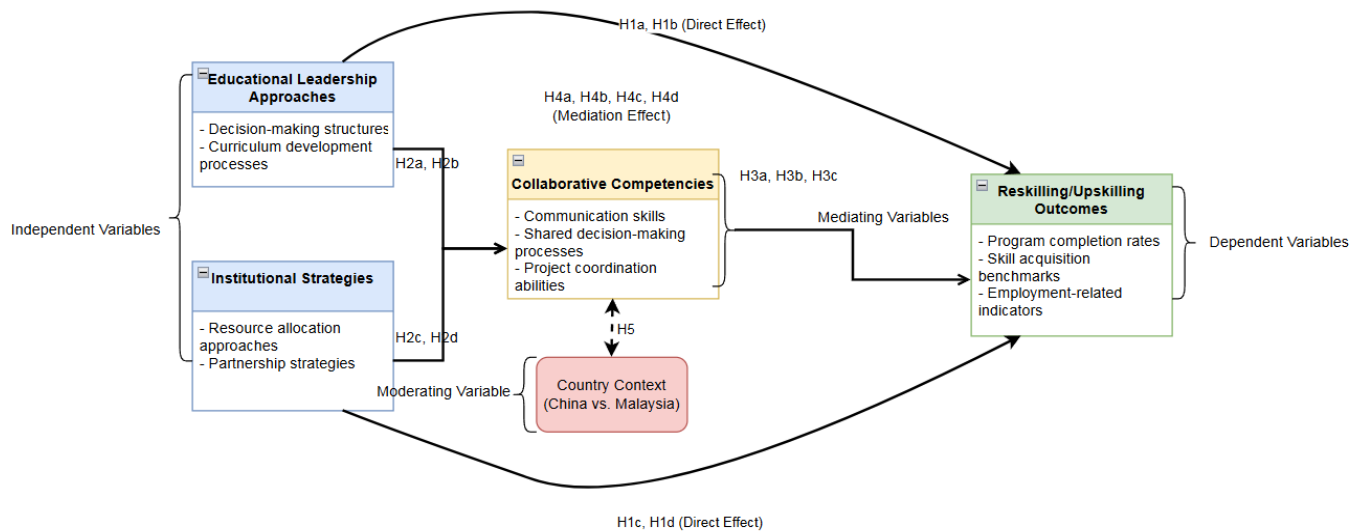 H1a, H1b (Direct Effect)
Educational Leadership
Approaches
- Decision-making structures
- Curriculum development
processes
H2a, H2b
H4a, H4b, H4c, H4d
(Mediation Effect)
Collaborative Competencies
- Communication skills
- Shared decision-making
processes
- Project coordination
abilities
H3a, H3b, H3c
Mediating Variables
Reskilling/Upskilling
Outcomes
- Program completion rates
- Skill acquisition
benchmarks
- Employment-related
indicators
Dependent Variables
Independent Variables
Institutional Strategies
- Resource allocation
approaches
- Partnership strategies
H2c, H2d
H5
Moderating Variable
Country Context
(China vs. Malaysia)
H1c, H1d (Direct Effect)